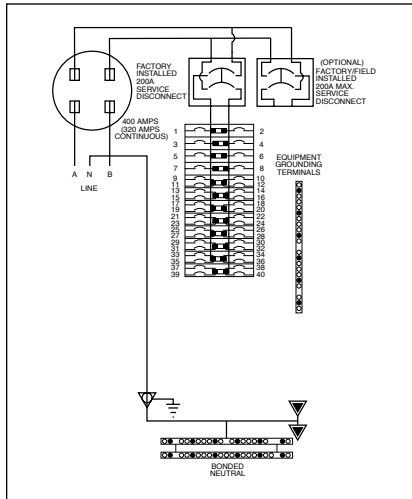 FACTORY
INSTALLED
200A
SERVICE
DISCONNECT
(OPTIONAL)
FACTORY/FIELD
INSTALLED
200A MAX.
SERVICE
DISCONNECT
400 AMPS
(320 AMPS
CONTINUOUS)
A N B
LINE
1 2
3 4
5 6
7 8
9 10
11 12
13 14
15 16
17 18
19 20
21 22
23 24
25 26
27 28
29 30
31 32
33 34
35 36
37 38
39 40
EQUIPMENT
GROUNDING
TERMINALS
BONDED
NEUTRAL